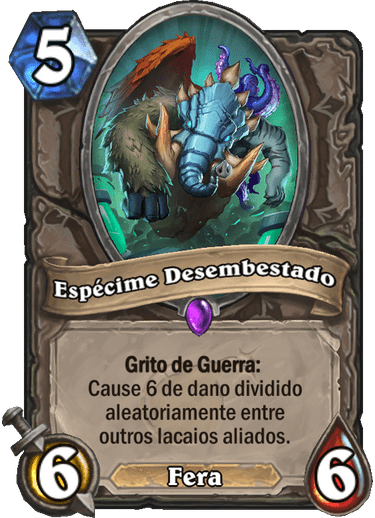 5
Espécime Desembestado
Grito de Guerra:
Cause 6 de dano dividido
aleatoriamente entre
outros lacaios aliados.
6
Fera
6